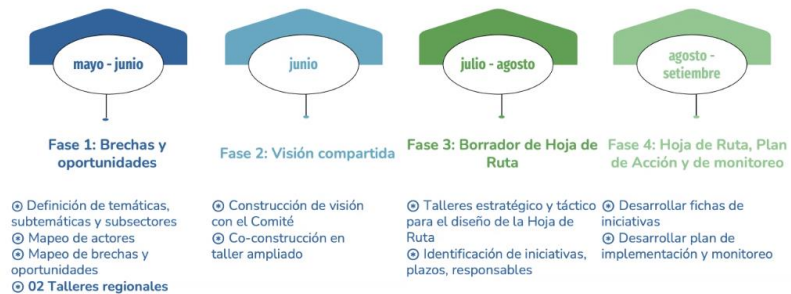 mayo - junio
junio
julio - agosto
agosto -
setiembre
Fase 1: Brechas y
oportunidades
Fase 2: Visión compartida
Fase 3: Borrador de Hoja de
Ruta
Fase 4: Hoja de Ruta, Plan
de Acción y de monitoreo
Definición de temáticas,
subtemáticas y subsectores
Mapeo de actores
Mapeo de brechas y
oportunidades
02 Talleres regionales
Construcción de visión
con el Comité
Co-construcción en
taller ampliado
Talleres estratégico y táctico
para el diseño de la Hoja de
Ruta
Identificación de iniciativas,
plazos, responsables
Desarrollar fichas de
iniciativas
Desarrollar plan de
implementación y monitoreo